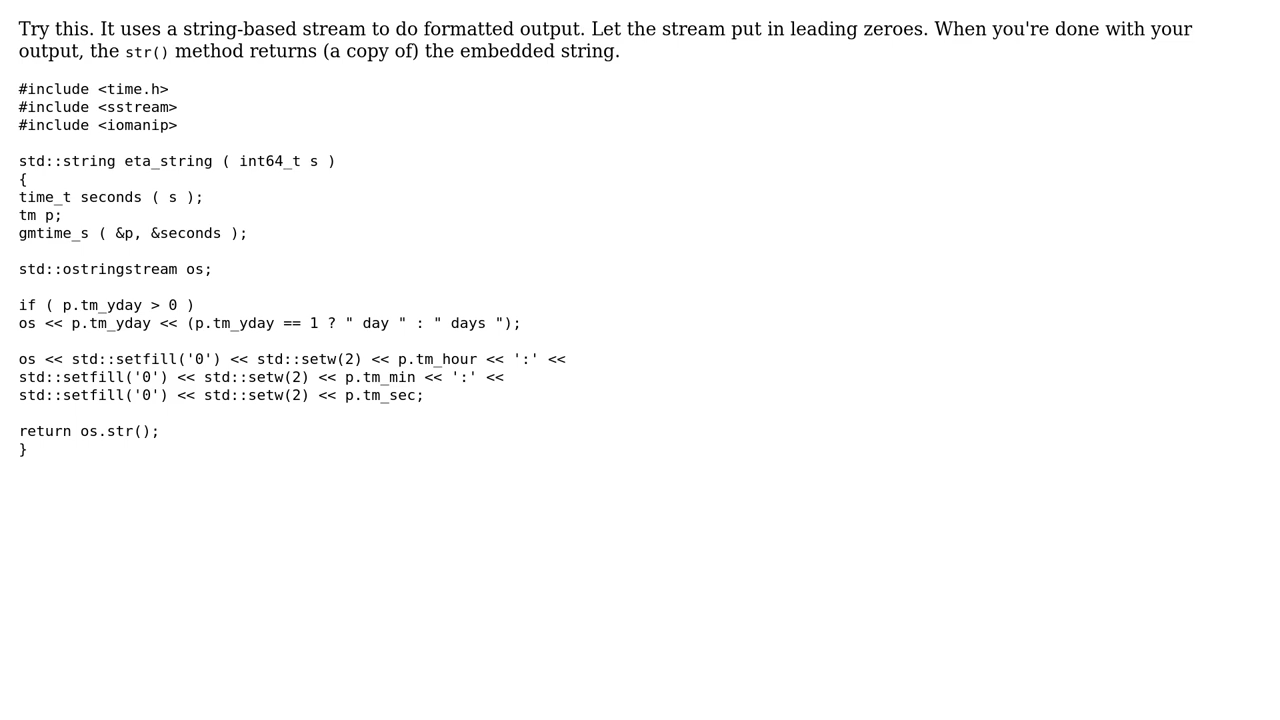 Try this. It uses a string-based stream to do formatted output. Let the stream put in leading zeroes. When you're done with your
output, the str() method returns (a copy of) the embedded string.
#include <time.h>
#include <sstream>
#include <iomanip>
std::string eta_string ( int64_t s )
{
time_t seconds ( s );
tm p;
gmtime_s ( &p, &seconds );
std::ostringstream os;
if ( p.tm_yday > 0 )
os << p.tm_yday << (p.tm_yday == 1 ? " day " : " days ");
os << std::setfill('0') << std::setw(2) << p.tm_hour << ':' <<
std::setfill('0') << std::setw(2) << p.tm_min << ':' <<
std::setfill('0') << std::setw(2) << p.tm_sec;
return os.str();
}